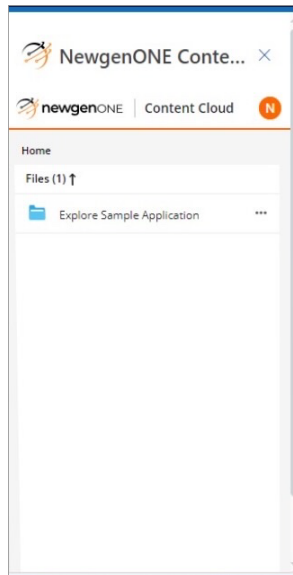 NewgenONE Conte...
newgenONE Content Cloud N
Home
Files (1) ↑
Explore Sample Application ...